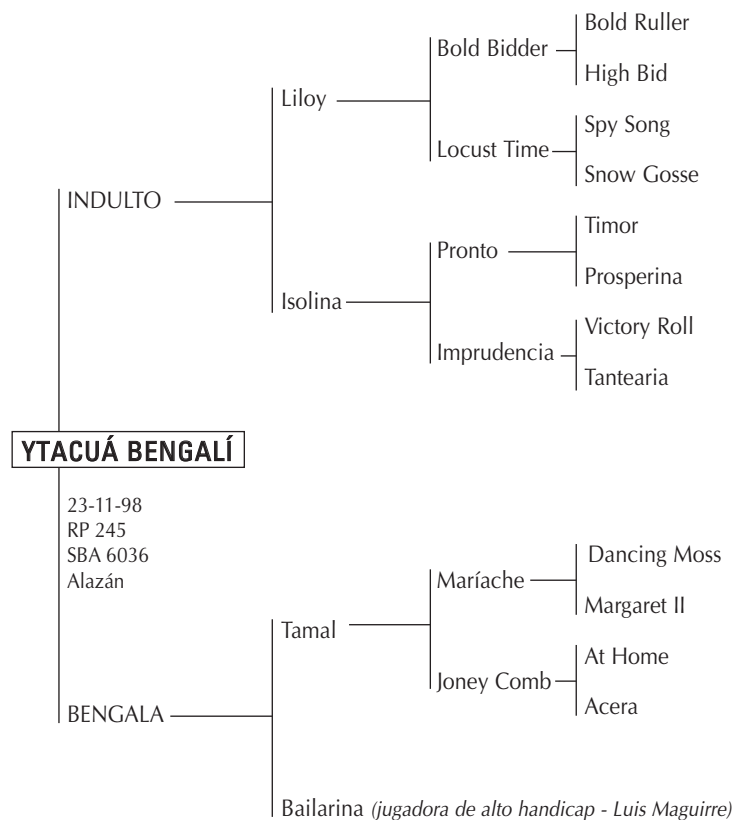 Bold Ruller
Bold Bidder
High Bid
Liloy
Spy Song
Locust Time
Snow Gosse
INDULTO
Timor
Pronto
Prosperina
Isolina
Victory Roll
Imprudencia
Tantearia
YTACUÁ BENGALÍ
23-11-98
RP 245
SBA 6036
Alazán
Dancing Moss
Maríache
Margaret II
Tamal
At Home
Joney Comb
Acera
BENGALA
Bailarina (jugadora de alto handicap - Luis Maguirre)